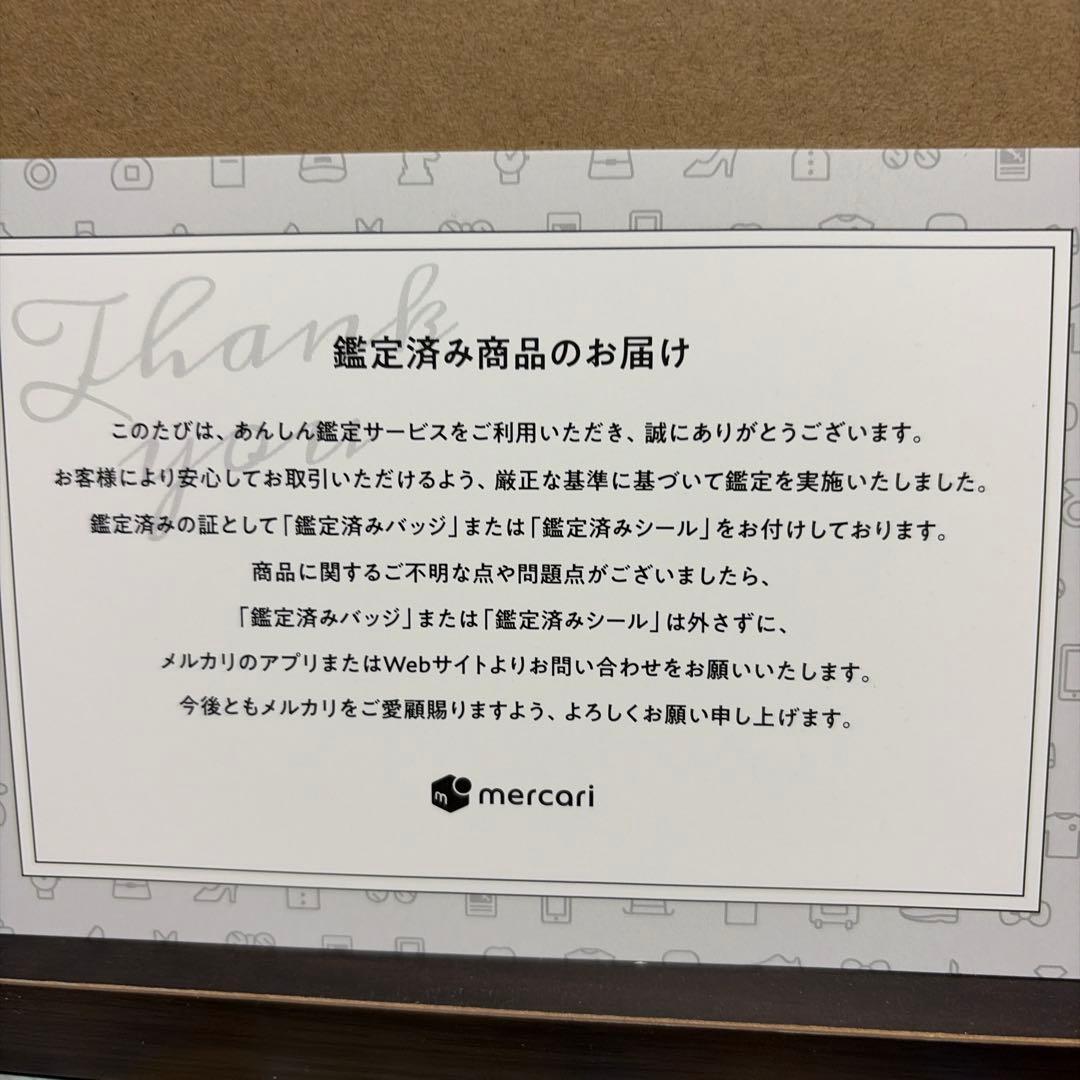 Thank
you
鑑定済み商品のお届け
このたびは、あんしん鑑定サービスをご利用いただき、誠にありがとうございます。
お客様により安心してお取引いただけるよう、厳正な基準に基づいて鑑定を実施いたしました。
鑑定済みの証として「鑑定済みバッジ」または「鑑定済みシール」をお付けしております。
商品に関するご不明な点や問題点がございましたら、
「鑑定済みバッジ」または「鑑定済みシール」は外さずに、
メルカリのアプリまたはWebサイトよりお問い合わせをお願いいたします。
今後ともメルカリをご愛顧賜りますよう、よろしくお願い申し上げます。
m mercari